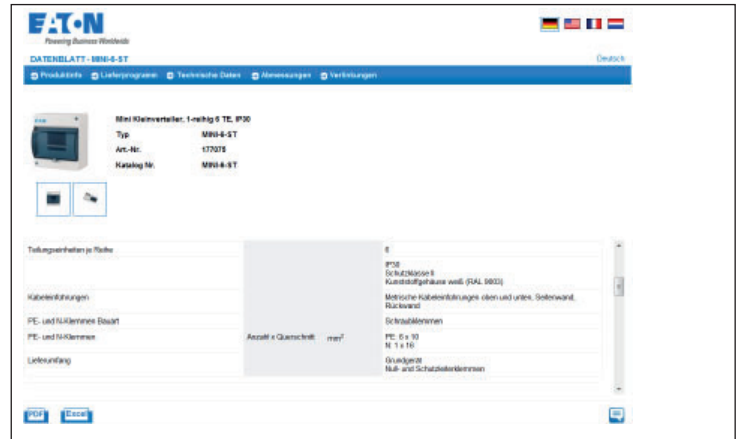 EATON
Powering Business Worldwide
DATENBLATT - MINI-6-ST
Deutsch
Produktinfo Lieferprogramm Technische Daten Abmessungen Verlinkungen
Mini Kleinverteiler, 1-reihig 6 TE, IP30
Typ MINI-6-ST
Art.-Nr. 177075
Katalog Nr. MINI-6-ST
Teilungseinheiten je Reihe 6
IP30
Schutzklasse II
Kunststoffgehäuse weiß (RAL 9003)
Kabeleinführungen Metrische Kabeleinführungen oben und unten, Seitenwand,
Rückwand
PE- und N-Klemmen Bauart Schraubklemmen
PE- und N-Klemmen Anzahl x Querschnitt mm² PE: 6 x 10
N: 1 x 16
Lieferumfang Grundgerät
Null- und Schutzleiterklemmen
PDF Excel